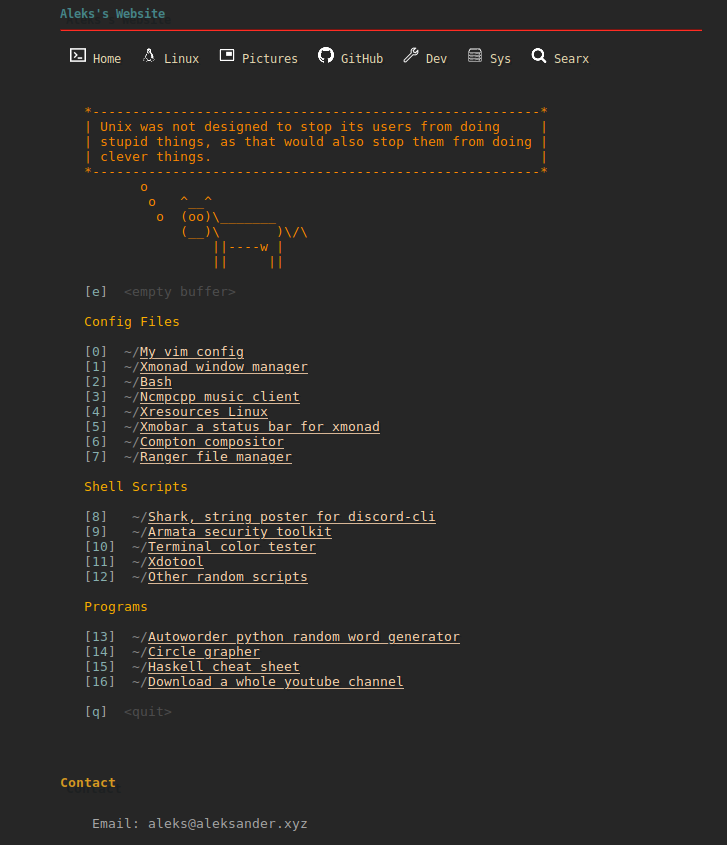 Aleks's Website
Home Linux Pictures GitHub Dev Sys Searx
*--------------------------------------------------------*
| Unix was not designed to stop its users from doing     |
| stupid things, as that would also stop them from doing |
| clever things.                                         |
*--------------------------------------------------------*
       o
        o   ^__^
         o  (oo)\_______
            (__)\       )\/\
                ||----w |
                ||     ||
[e]  <empty buffer>
Config Files
[0]  ~/My vim config
[1]  ~/Xmonad window manager
[2]  ~/Bash
[3]  ~/Ncmpcpp music client
[4]  ~/Xresources Linux
[5]  ~/Xmobar a status bar for xmonad
[6]  ~/Compton compositor
[7]  ~/Ranger file manager
Shell Scripts
[8]   ~/Shark, string poster for discord-cli
[9]   ~/Armata security toolkit
[10]  ~/Terminal color tester
[11]  ~/Xdotool
[12]  ~/Other random scripts
Programs
[13]  ~/Autoworder python random word generator
[14]  ~/Circle grapher
[15]  ~/Haskell cheat sheet
[16]  ~/Download a whole youtube channel
[q]  <quit>
Contact
Email: aleks@aleksander.xyz